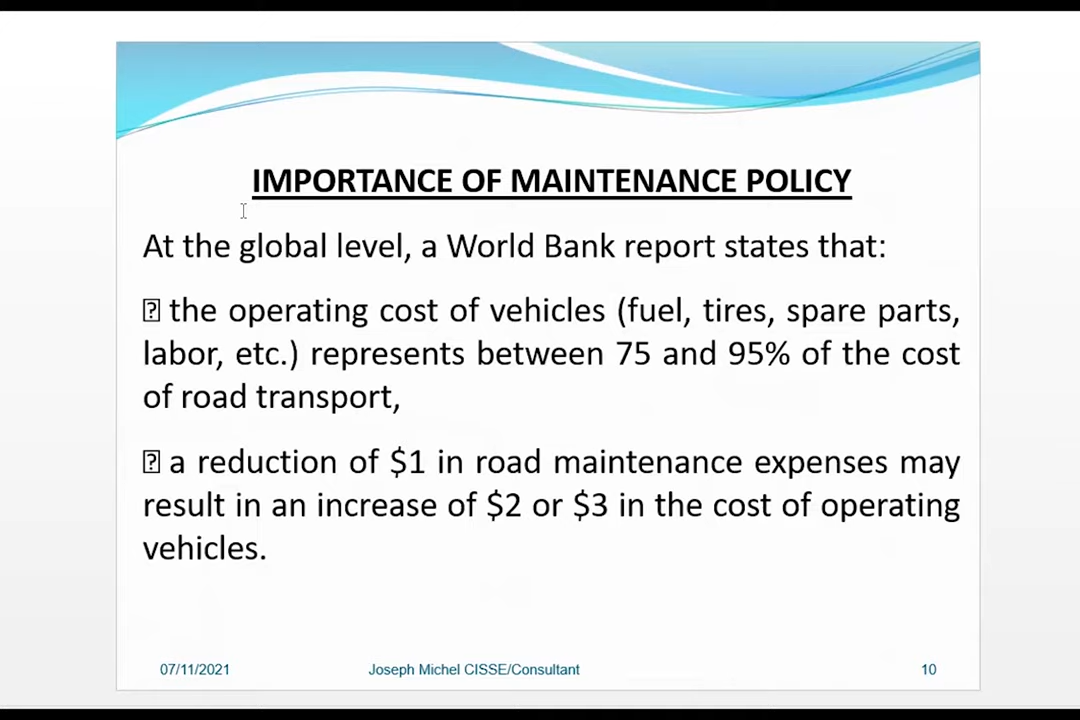 IMPORTANCE OF MAINTENANCE POLICY
At the global level, a World Bank report states that:
⍰ the operating cost of vehicles (fuel, tires, spare parts,
labor, etc.) represents between 75 and 95% of the cost
of road transport,
⍰ a reduction of $1 in road maintenance expenses may
result in an increase of $2 or $3 in the cost of operating
vehicles.
07/11/2021 Joseph Michel CISSE/Consultant 10